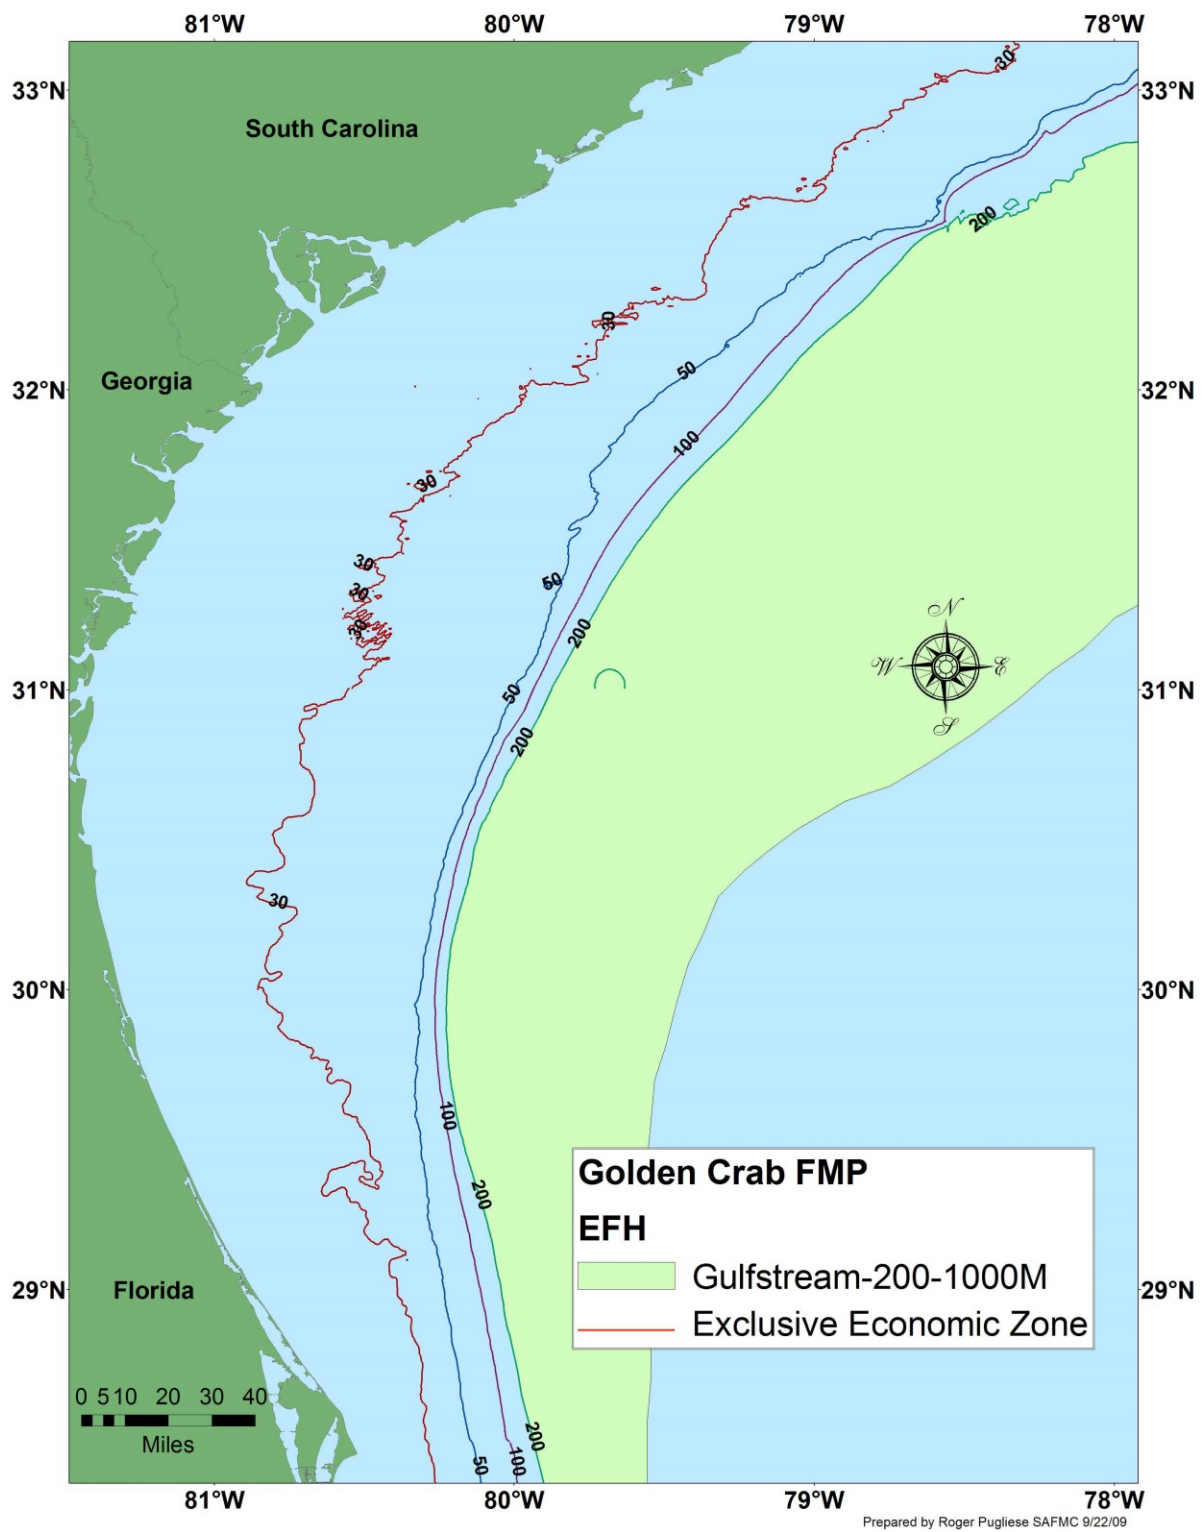 81°W 80°W 79°W 78°W
30
33°N 33°N
South Carolina
200
30
32°N Georgia 50 32°N
100
30
30
50
30
30
200
N
W E
31°N 50 31°N
S
200
30
30°N 30°N
100
Golden Crab FMP
200
EFH
Gulfstream-200-1000M
29°N Florida 29°N
Exclusive Economic Zone
0 5 10 20 30 40
Miles
200
50 100
81°W 80°W 79°W 78°W
Prepared by Roger Pugliese SAFMC 9/22/09